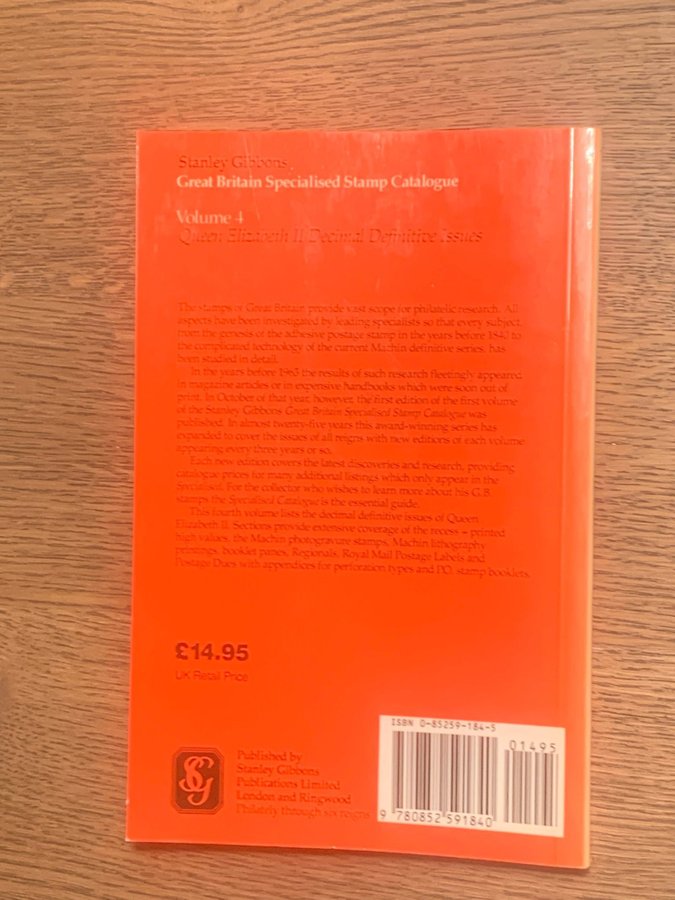 Stanley Gibbons
Great Britain Specialised Stamp Catalogue
Volume 4
Queen Elizabeth II Decimal Definitive Issues
The stamps of Great Britain provide vast scope for philatelic research. All
aspects have been investigated by leading specialists so that every subject,
from the genesis of the adhesive postage stamp in the years before 1840 to
the complicated technology of the current Machin definitive series, has
been studied in detail.
In the years before 1963 the results of such research fleetingly appeared
in magazine articles or in expensive handbooks which were soon out of
print. In October of that year, however, the first edition of the first volume
of the Stanley Gibbons Great Britain Specialised Stamp Catalogue was
published. In almost twenty-five years this award-winning series has
expanded to cover the issues of all reigns with new editions of each volume
appearing every three years or so.
Each new edition covers the latest discoveries and research, providing
catalogue prices for many additional listings which only appear in the
Specialised. For the collector who wishes to learn more about his G.B.
stamps the Specialised Catalogue is the essential guide.
This fourth volume lists the decimal definitive issues of Queen
Elizabeth II. Sections provide extensive coverage of the recess – printed
high values, the Machin photogravure stamps, Machin lithography
printings, booklet panes, Regionals, Royal Mail Postage Labels and
Postage Dues with appendices for perforation types and P.O. stamp booklets.
£14.95
UK Retail Price
SG
Published by
Stanley Gibbons
Publications Limited
London and Ringwood
Philately through six reigns
ISBN 0-85259-184-5
01495
9 780852 591840